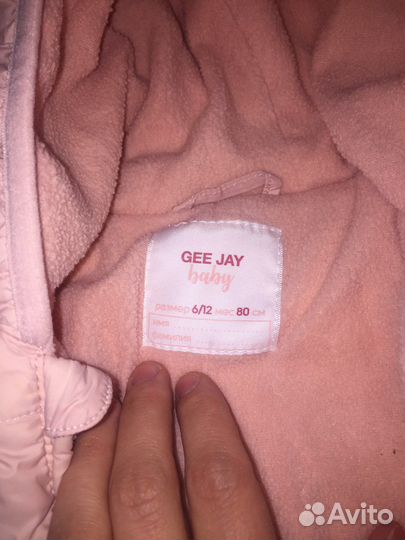 GEE JAY
baby
размер 6/12 мес 80 см
имя
фамилия
Avito